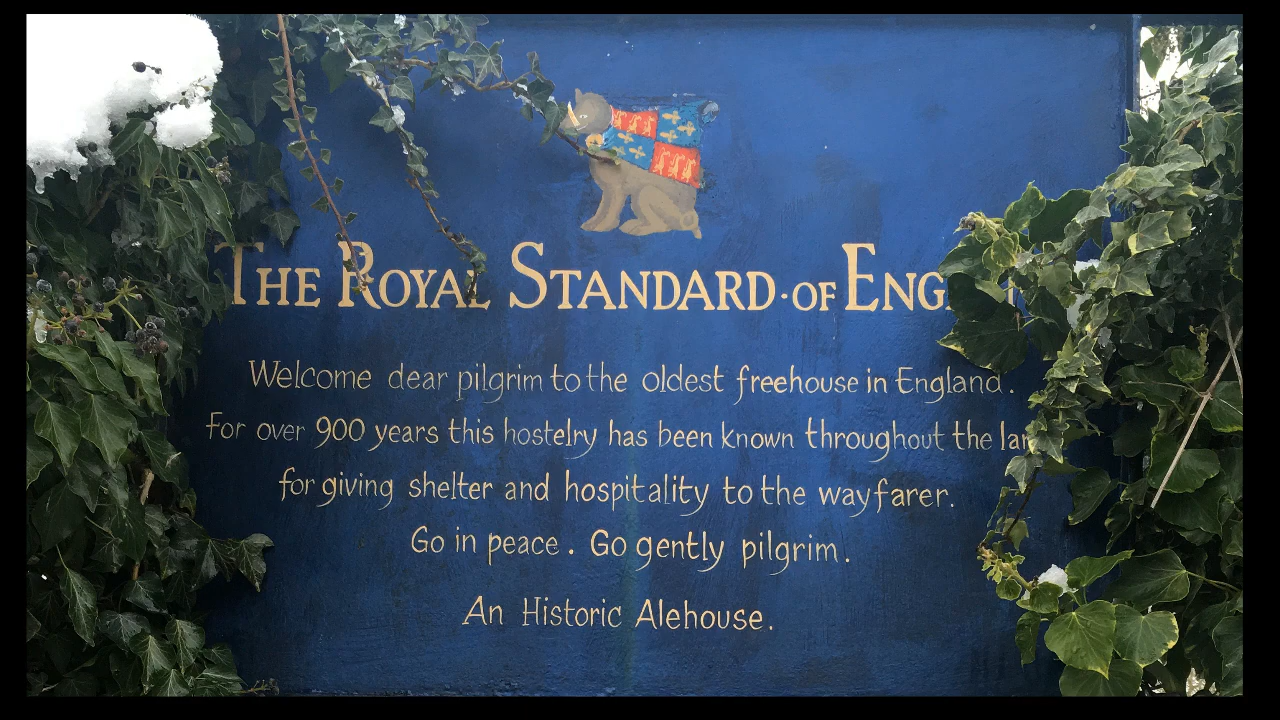 The Royal Standard · of Eng
Welcome dear pilgrim to the oldest freehouse in England.
For over 900 years this hostelry has been known throughout the lan
for giving shelter and hospitality to the wayfarer.
Go in peace. Go gently pilgrim.
An Historic Alehouse.